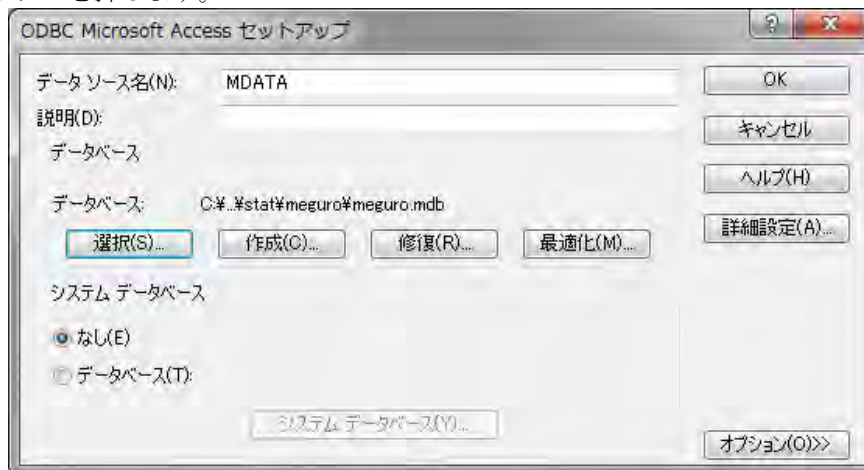 ODBC Microsoft Access セットアップ
データ ソース名(N): MDATA
OK
説明(D):
キャンセル
データベース
ヘルプ(H)
データベース: C:¥..¥stat¥meguro¥meguro.mdb
詳細設定(A)...
選択(S)... 作成(C)... 修復(R)... 最適化(M)...
システム データベース
なし(E)
データベース(T):
システム データベース(Y)...
オプション(O)>>